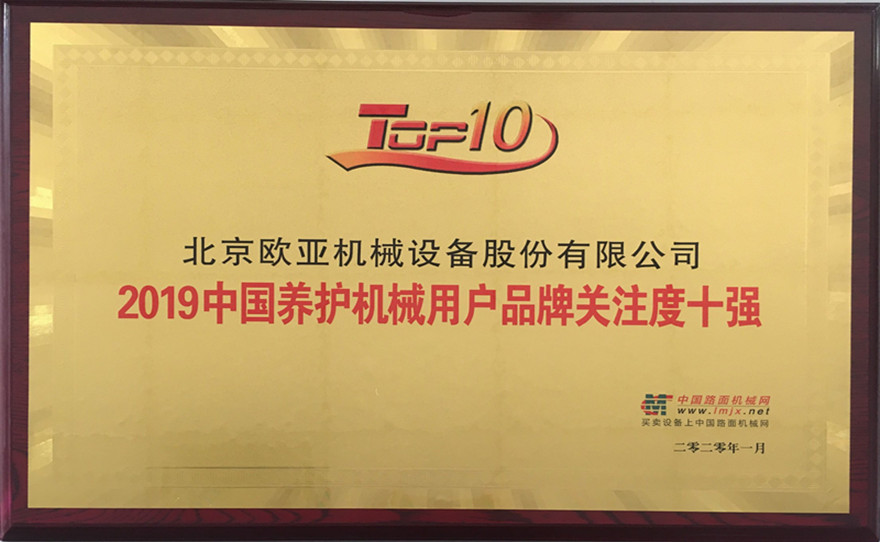 TOP10
北京欧亚机械设备股份有限公司
2019中国养护机械用户品牌关注度十强
中国路面机械网
www.lmjx.net
买卖设备上中国路面机械网
二零二零年一月